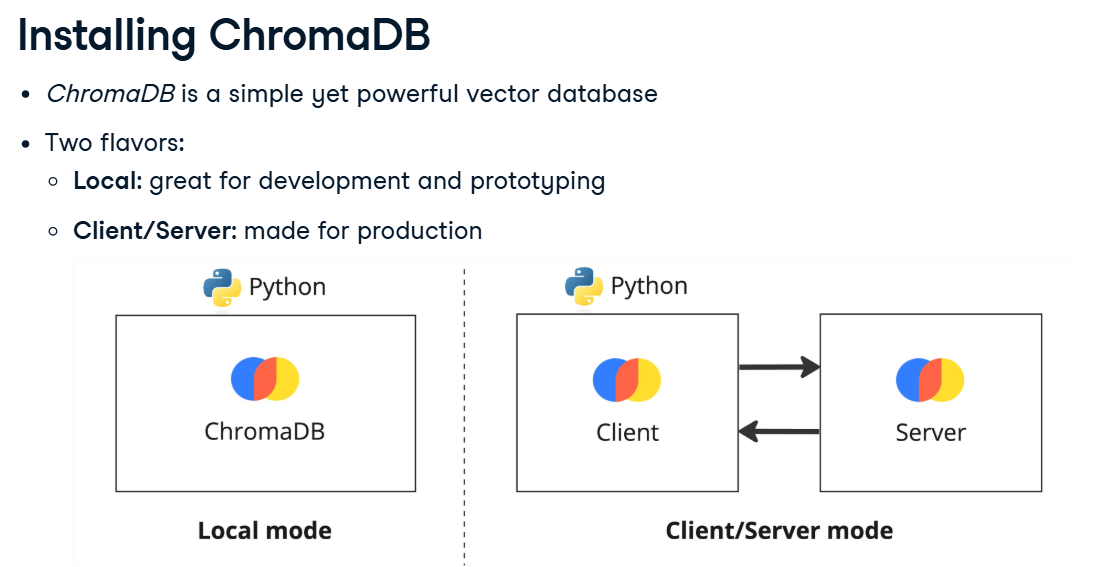 Installing ChromaDB
• ChromaDB is a simple yet powerful vector database
• Two flavors:
◦ Local: great for development and prototyping
◦ Client/Server: made for production
Python
Python
ChromaDB
Client
Server
Local mode
Client/Server mode